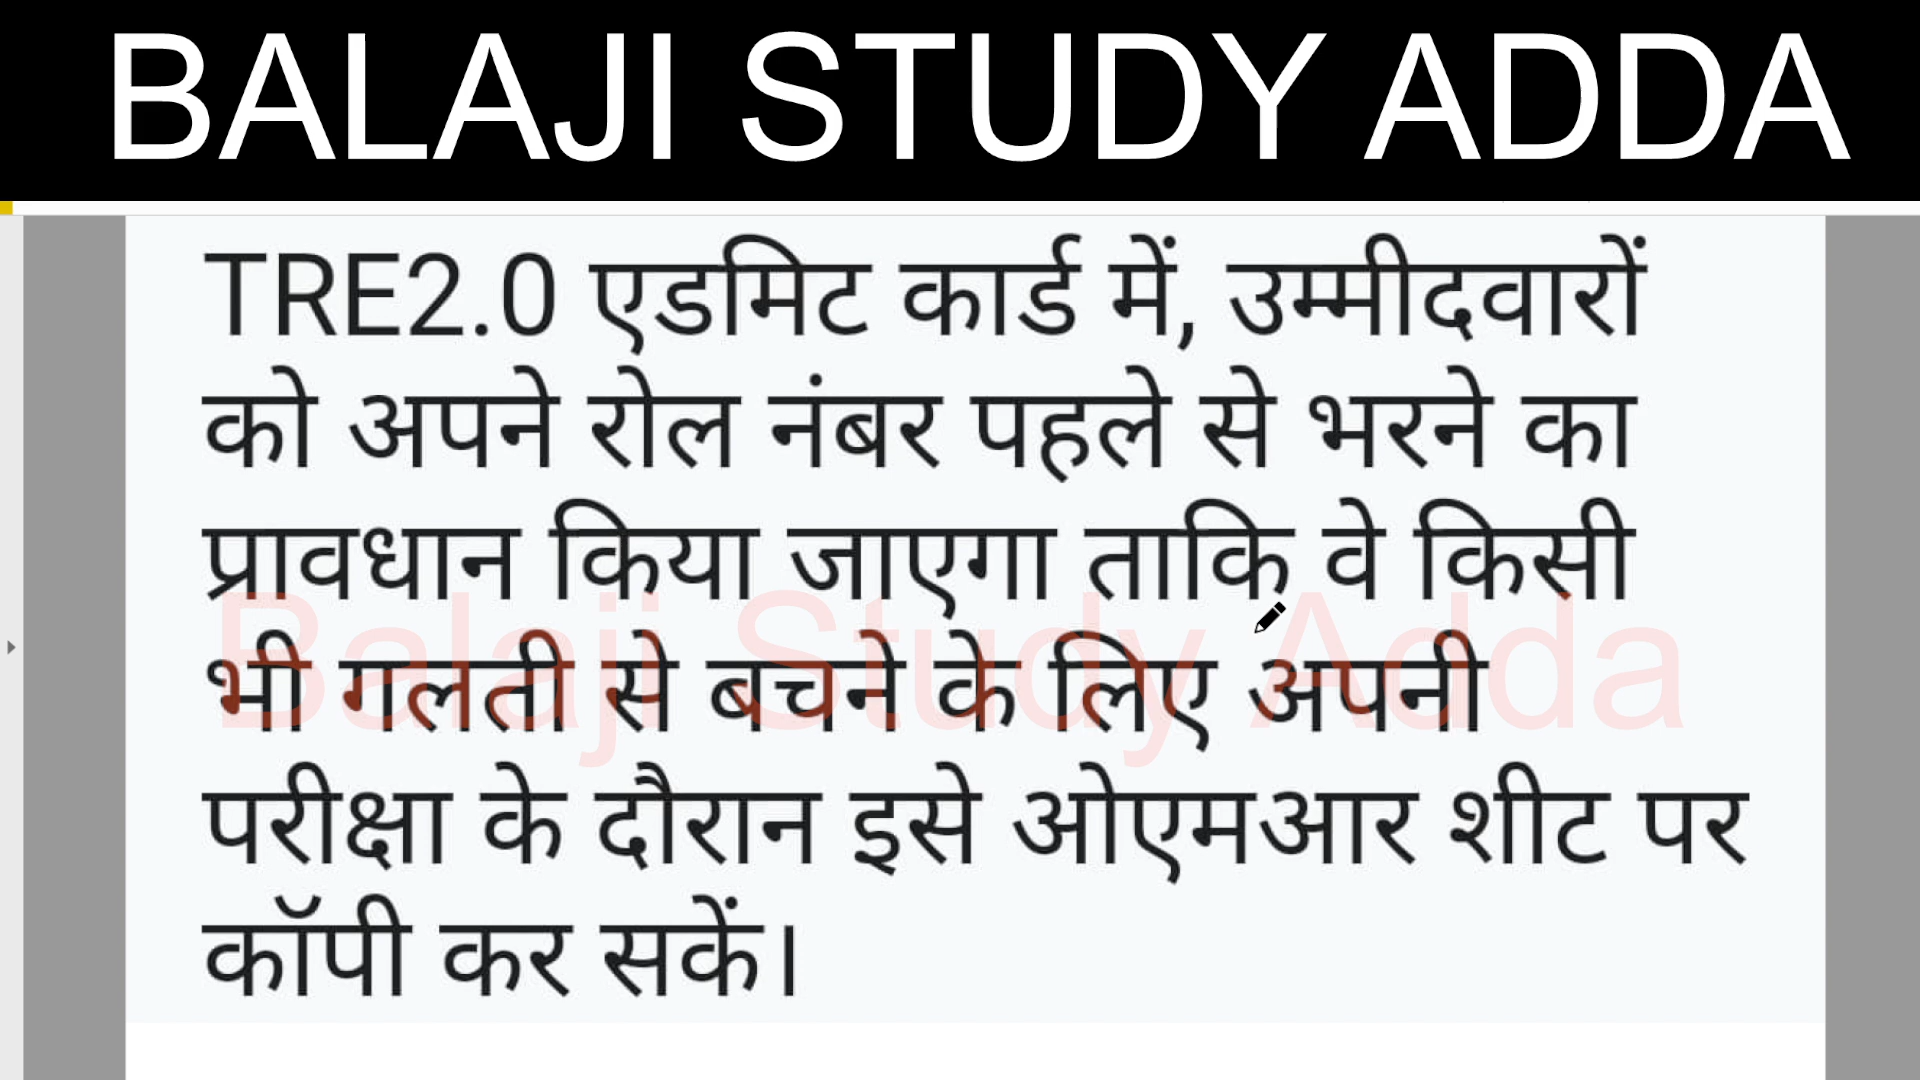 BALAJI STUDY ADDA
TRE2.0 एडमिट कार्ड में, उम्मीदवारों
को अपने रोल नंबर पहले से भरने का
प्रावधान किया जाएगा ताकि वे किसी
Balaji Study Adda
भी गलती से बचने के लिए अपनी
परीक्षा के दौरान इसे ओएमआर शीट पर
कॉपी कर सकें।